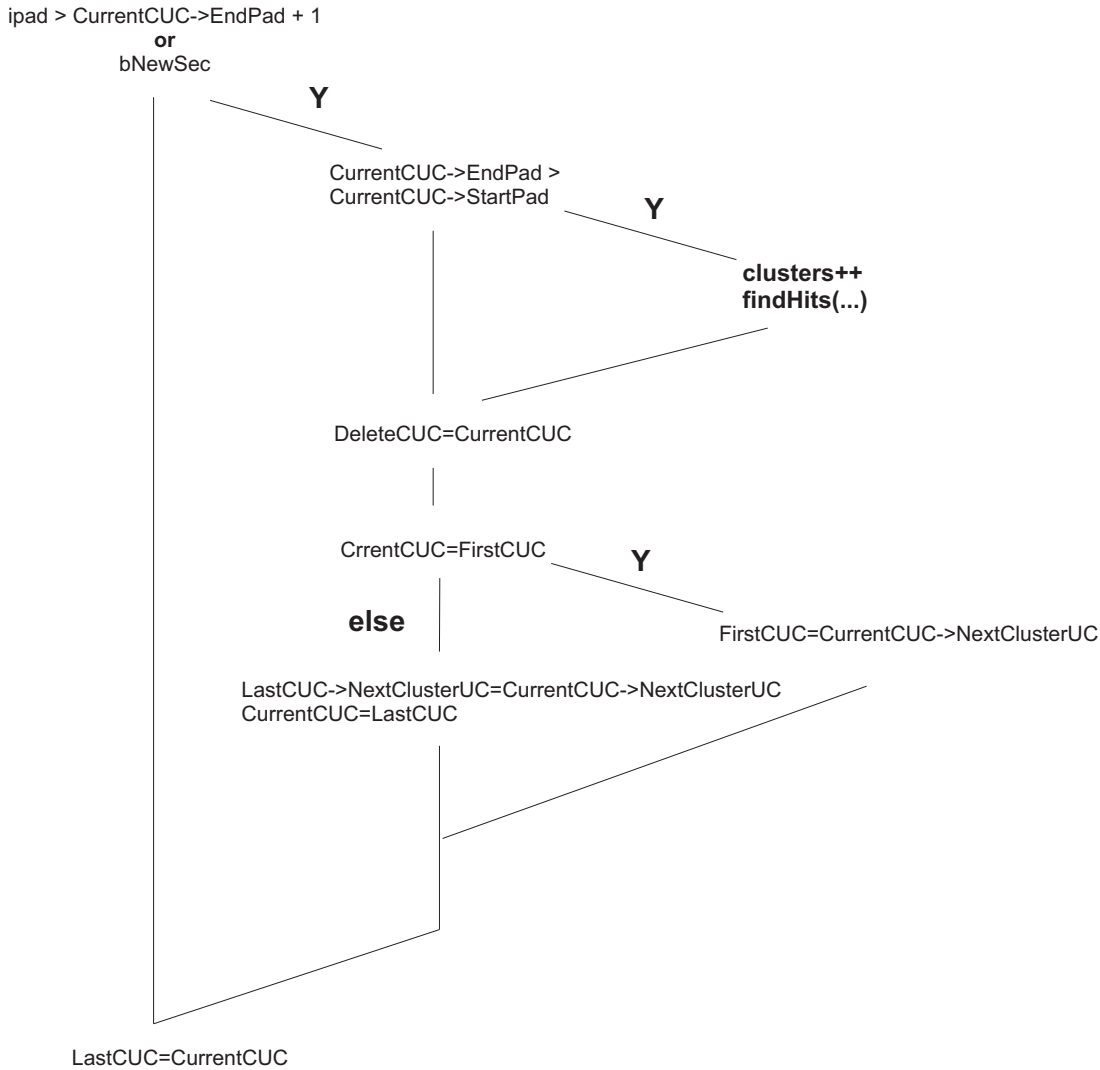 ipad > CurrentCUC->EndPad + 1
or
bNewSec
Y
CurrentCUC->EndPad >
CurrentCUC->StartPad
Y
clusters++
findHits(...)
DeleteCUC=CurrentCUC
CrrentCUC=FirstCUC
Y
else
FirstCUC=CurrentCUC->NextClusterUC
LastCUC->NextClusterUC=CurrentCUC->NextClusterUC
CurrentCUC=LastCUC
LastCUC=CurrentCUC